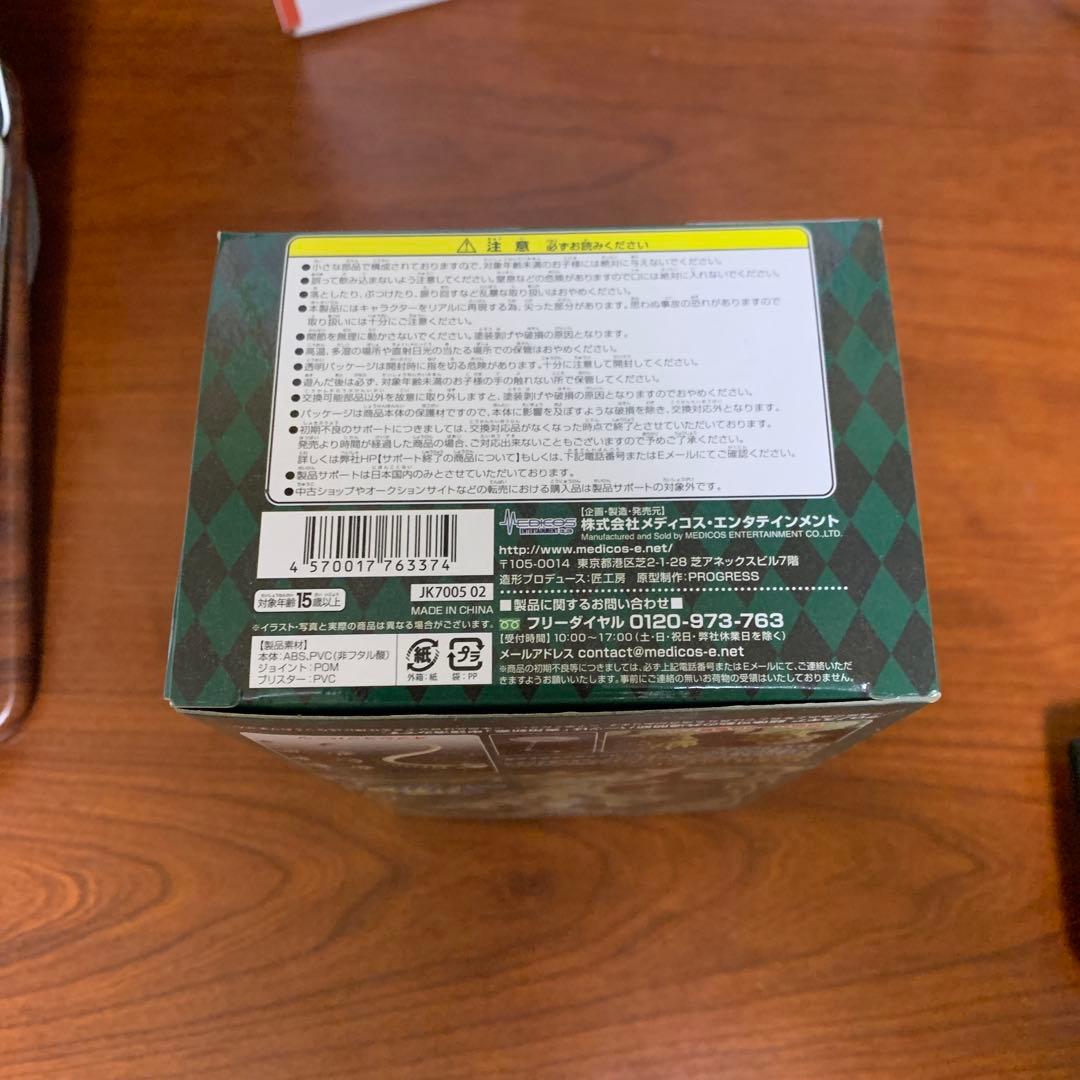 注意 必ずお読みください
●小さな部品で構成されておりますので、対象年齢未満のお子様には絶対に与えないでください。
●誤って飲み込まないよう注意してください。窒息などの危険がありますので口には絶対に入れないでください。
●落としたり、ぶつけたり、振り回すなど乱暴な取り扱いはおやめください。
●本製品にはキャラクターをリアルに再現する為、尖った部分があります。思わぬ事故の恐れがありますので
取り扱いには十分にご注意ください。
●関節を無理に動かさないでください。塗装剥げや破損の原因となります。
●高温、多湿の場所や直射日光の当たる場所での保管はおやめください。
●透明パッケージは開封時に指を切る危険があります。十分に注意して開封してください。
●遊んだ後は必ず、対象年齢未満のお子様の手の触れない所で保管してください。
●交換可能部品以外を故意に取り外しますと、塗装剥げや破損の原因となりますのでおやめください。
●パッケージは商品本体の保護材ですので、本体に影響を及ぼすような破損を除き、交換対応外となります。
●初期不良のサポートにつきましては、交換対応品がなくなった時点で終了とさせていただいております。
発売より時間が経過した商品の場合、ご対応出来ないこともございますので予めご了承ください。
詳しくは弊社HP【サポート終了の商品について】もしくは、下記電話番号またはEメールにてご確認ください。
●製品サポートは日本国内のみとさせていただいております。
●中古ショップやオークションサイトなどの転売における購入品は製品サポートの対象外です。
4 570017 763374
対象年齢15歳以上
JK7005 02
MADE IN CHINA
※イラスト・写真と実際の商品は異なる場合がございます。
【製品素材】
本体:ABS、PVC(非フタル酸)
ジョイント:POM
ブリスター:PVC
紙
外箱:紙
プラ
袋:PP
MEDICOS
ENTERTAINMENT
【企画・製造・発売元】
株式会社メディコス・エンタテインメント
Manufactured and Sold by MEDICOS ENTERTAINMENT CO.,LTD.
http://www.medicos-e.net/
〒105-0014 東京都港区芝2-1-28 芝アネックスビル7階
造形プロデュース:匠工房 原型制作:PROGRESS
■製品に関するお問い合わせ■
フリーダイヤル 0120-973-763
【受付時間】10:00〜17:00(土・日・祝日・弊社休業日を除く)
メールアドレス contact@medicos-e.net
※商品の初期不良等につきましては、必ず上記電話番号またはEメールにて、ご連絡いただ
きますようお願いいたします。事前にご連絡の無いお荷物の受領はいたしておりません。